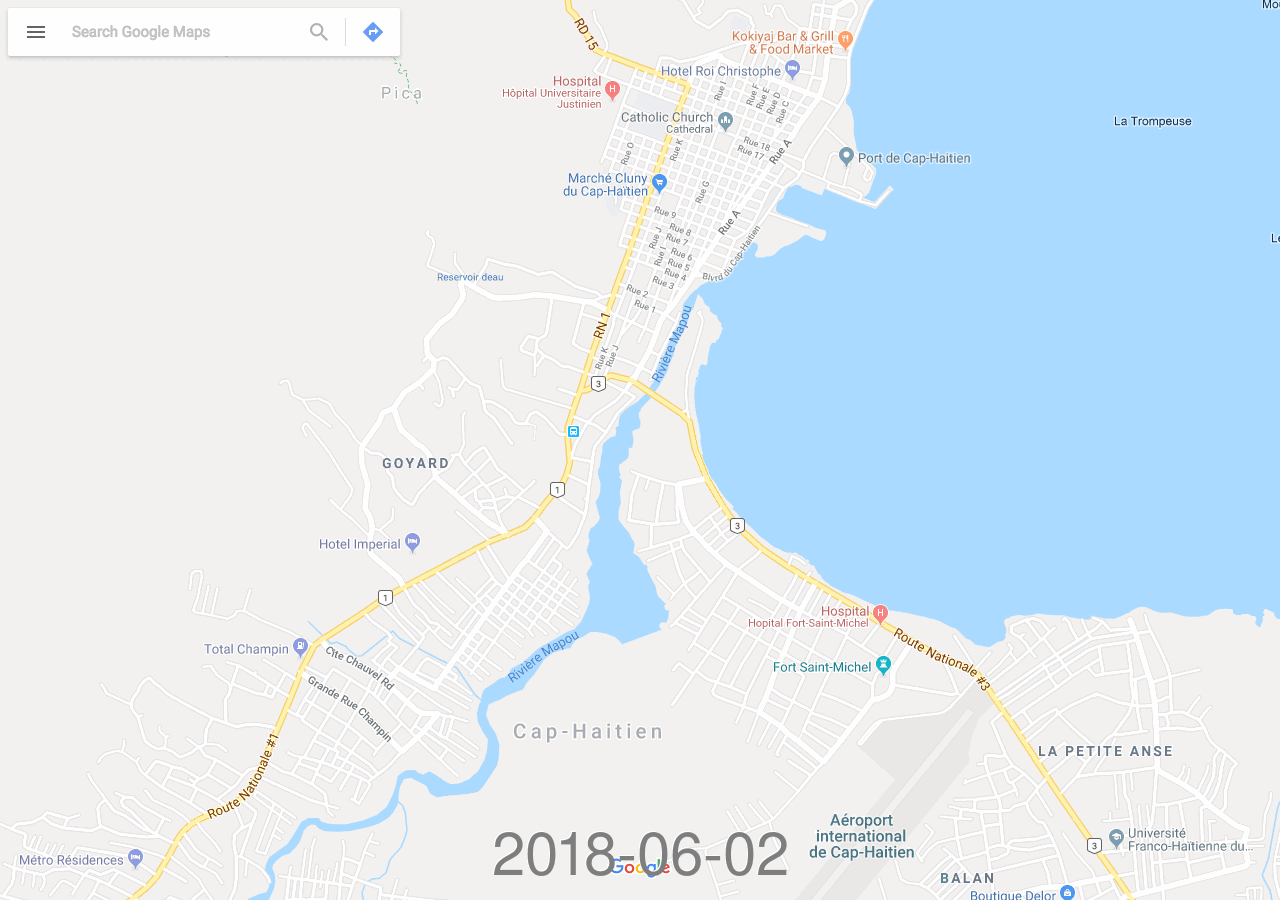 Search Google Maps
Mou
RD 15
Kokiyaj Bar & Grill
& Food Market
Hotel Roi Christophe
Pica
Hospital
Hôpital Universitaire
Justinien
Rue I
Rue F
Rue E
Rue D
Rue C
Catholic Church
Cathedral
La Trompeuse
Rue O
Rue K
Rue 18
Rue 17
Rue A
Port de Cap-Haitien
Marché Cluny
du Cap-Haïtien
Rue G
Rue 9
Rue A
Rue 8
Rue J
Rue 7
Le
Rue I
Rue 6
Rue 5
Rue 4
Rue 3
Blvrd du Cap-Haitien
Reservoir deau
Rue 2
Rue 1
RN 1
Rivière Mapou
Rue K
Rue J
3
GOYARD
1
3
Hotel Imperial
1
Hospital
Hopital Fort-Saint-Michel
Route Nationale #3
Total Champin
Cite Chauvel Rd
Rivière Mapou
Fort Saint-Michel
Grande Rue Champin
Cap-Haitien
LA PETITE ANSE
Route Nationale #1
Aéroport
international
de Cap-Haitien
Université
Franco-Haïtienne du...
3
Métro Résidences
2018-06-02
Google
BALAN
Boutique Delor